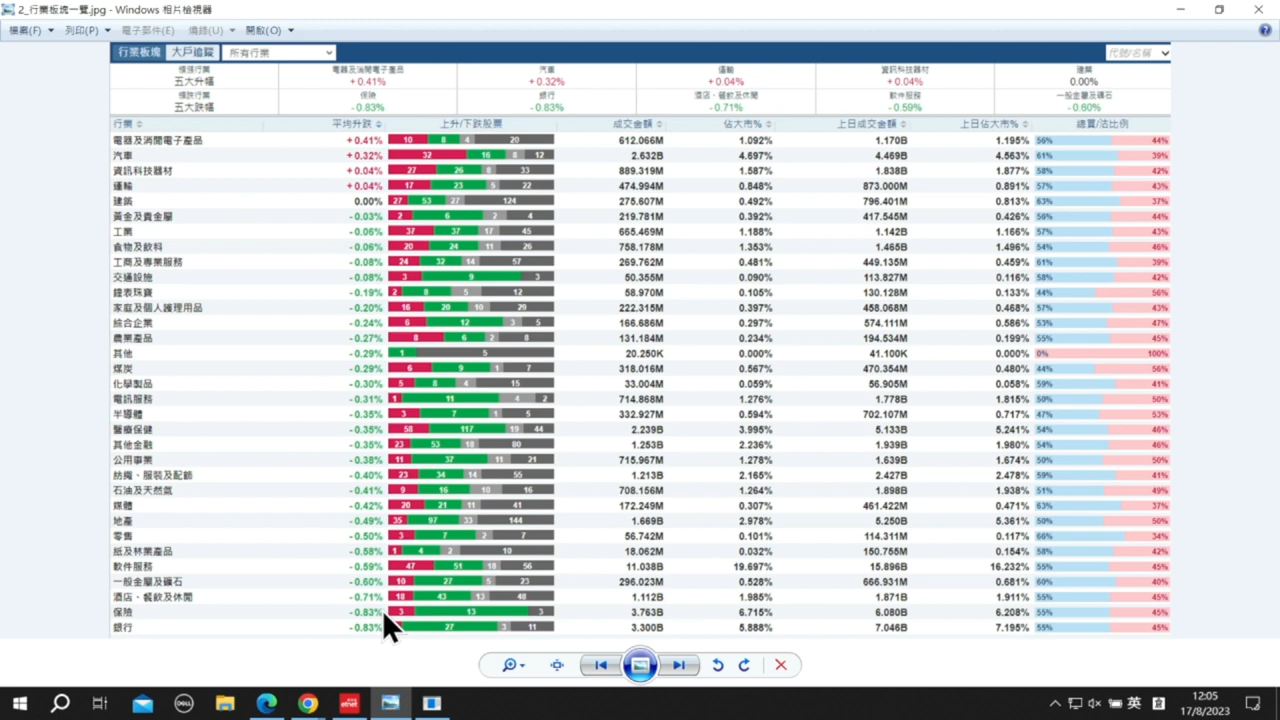 2_行業板塊一覽.jpg - Windows 相片檢視器
檔案(F) 列印(P) 電子郵件(E) 燒錄(U) 開啟(O)
行業板塊 大戶追蹤 所有行業 代號/名稱
領漲行業 電器及消閒電子產品 汽車 運輸 資訊科技器材 建築
五大升幅 +0.41% +0.32% +0.04% +0.04% 0.00%
領跌行業 保險 銀行 酒店、餐飲及休閒 軟件服務 一般金屬及礦石
五大跌幅 -0.83% -0.83% -0.71% -0.59% -0.60%
行業 平均升跌 上升/下跌股票 成交金額 佔大市% 上日成交金額 上日佔大市% 總買/沽比例
電器及消閒電子產品 +0.41% 10 8 4 20 612.066M 1.092% 1.170B 1.195% 56% 44%
汽車 +0.32% 32 16 8 12 2.632B 4.697% 4.469B 4.563% 61% 39%
資訊科技器材 +0.04% 27 26 8 33 889.319M 1.587% 1.838B 1.877% 58% 42%
運輸 +0.04% 17 23 5 22 474.994M 0.848% 873.000M 0.891% 57% 43%
建築 0.00% 27 53 27 124 275.607M 0.492% 796.401M 0.813% 63% 37%
黃金及貴金屬 -0.03% 2 6 2 4 219.781M 0.392% 417.545M 0.426% 56% 44%
工業 -0.06% 37 37 17 45 665.469M 1.188% 1.142B 1.166% 57% 43%
食物及飲料 -0.06% 20 24 11 26 758.178M 1.353% 1.465B 1.496% 54% 46%
工商及專業服務 -0.08% 24 32 14 57 269.762M 0.481% 449.135M 0.459% 61% 39%
交通設施 -0.08% 3 9 3 50.355M 0.090% 113.827M 0.116% 58% 42%
鐘表珠寶 -0.19% 2 8 5 12 58.970M 0.105% 130.128M 0.133% 44% 56%
家庭及個人護理用品 -0.20% 16 20 10 29 222.315M 0.397% 458.068M 0.468% 57% 43%
綜合企業 -0.24% 6 12 3 5 166.686M 0.297% 574.111M 0.586% 53% 47%
農業產品 -0.27% 8 6 2 8 131.184M 0.234% 194.534M 0.199% 55% 45%
其他 -0.29% 1 5 20.250K 0.000% 41.100K 0.000% 0% 100%
煤炭 -0.29% 6 9 1 7 318.016M 0.567% 470.354M 0.480% 44% 56%
化學製品 -0.30% 5 8 4 15 33.004M 0.059% 56.905M 0.058% 59% 41%
電訊服務 -0.31% 1 11 4 2 714.868M 1.276% 1.778B 1.815% 50% 50%
半導體 -0.35% 3 7 1 5 332.927M 0.594% 702.107M 0.717% 47% 53%
醫療保健 -0.35% 58 117 19 44 2.239B 3.995% 5.133B 5.241% 54% 46%
其他金融 -0.35% 23 53 18 80 1.253B 2.236% 1.939B 1.980% 54% 46%
公用事業 -0.38% 11 37 11 21 715.967M 1.278% 1.639B 1.674% 50% 50%
紡織、服裝及配飾 -0.40% 23 34 14 55 1.213B 2.165% 2.427B 2.478% 59% 41%
石油及天然氣 -0.41% 9 16 10 16 708.156M 1.264% 1.898B 1.938% 51% 49%
媒體 -0.42% 20 21 11 41 172.249M 0.307% 461.422M 0.471% 63% 37%
地產 -0.49% 35 97 33 144 1.669B 2.978% 5.250B 5.361% 50% 50%
零售 -0.50% 3 7 2 7 56.742M 0.101% 114.311M 0.117% 66% 34%
紙及林業產品 -0.58% 1 4 2 10 18.062M 0.032% 150.755M 0.154% 58% 42%
軟件服務 -0.59% 47 51 18 56 11.038B 19.697% 15.896B 16.232% 55% 45%
一般金屬及礦石 -0.60% 10 27 5 23 296.023M 0.528% 666.931M 0.681% 60% 40%
酒店、餐飲及休閒 -0.71% 18 43 13 48 1.112B 1.985% 1.871B 1.911% 55% 45%
保險 -0.83% 3 13 3 3.763B 6.715% 6.080B 6.208% 55% 45%
銀行 -0.83% 27 3 11 3.300B 5.888% 7.046B 7.195% 55% 45%
DELL
etnet
英
12:05
17/8/2023